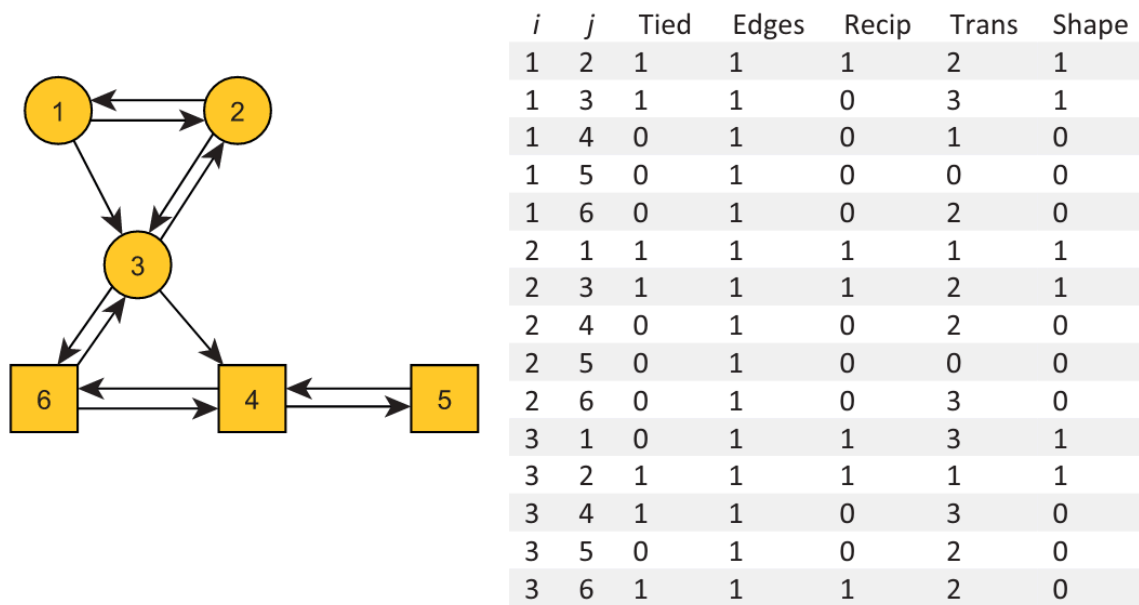 1 2
3
6 4 5
i j Tied Edges Recip Trans Shape
1 2 1 1 1 2 1
1 3 1 1 0 3 1
1 4 0 1 0 1 0
1 5 0 1 0 0 0
1 6 0 1 0 2 0
2 1 1 1 1 1 1
2 3 1 1 1 2 1
2 4 0 1 0 2 0
2 5 0 1 0 0 0
2 6 0 1 0 3 0
3 1 0 1 1 3 1
3 2 1 1 1 1 1
3 4 1 1 0 3 0
3 5 0 1 0 2 0
3 6 1 1 1 2 0